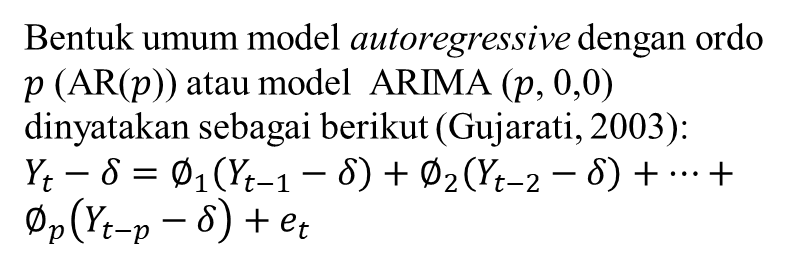 Bentuk umum model autoregressive dengan ordo
p (AR(p)) atau model ARIMA (p, 0,0)
dinyatakan sebagai berikut (Gujarati, 2003):
Yₜ − δ = ∅₁(Yₜ₋₁ − δ) + ∅₂(Yₜ₋₂ − δ) + ⋯ +
∅ₚ(Yₜ₋ₚ − δ) + eₜ